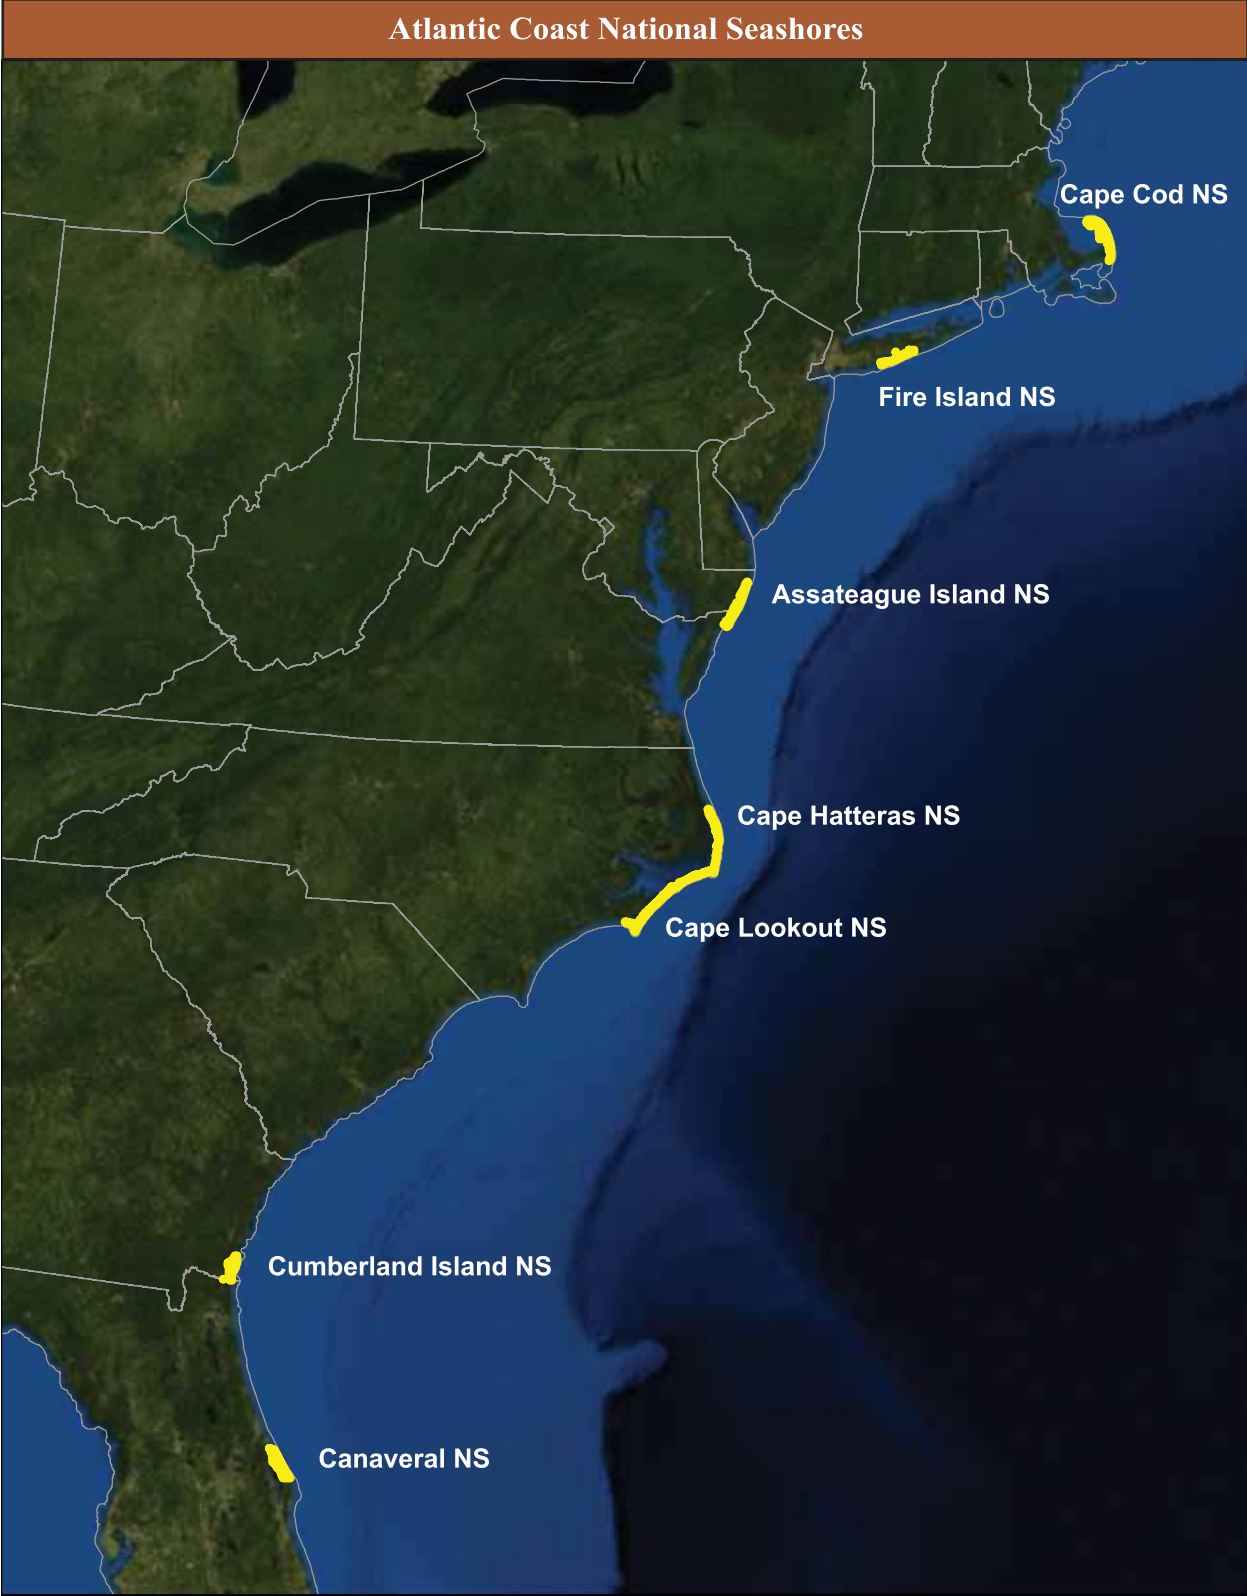 Atlantic Coast National Seashores
Cape Cod NS
Fire Island NS
Assateague Island NS
Cape Hatteras NS
Cape Lookout NS
Cumberland Island NS
Canaveral NS